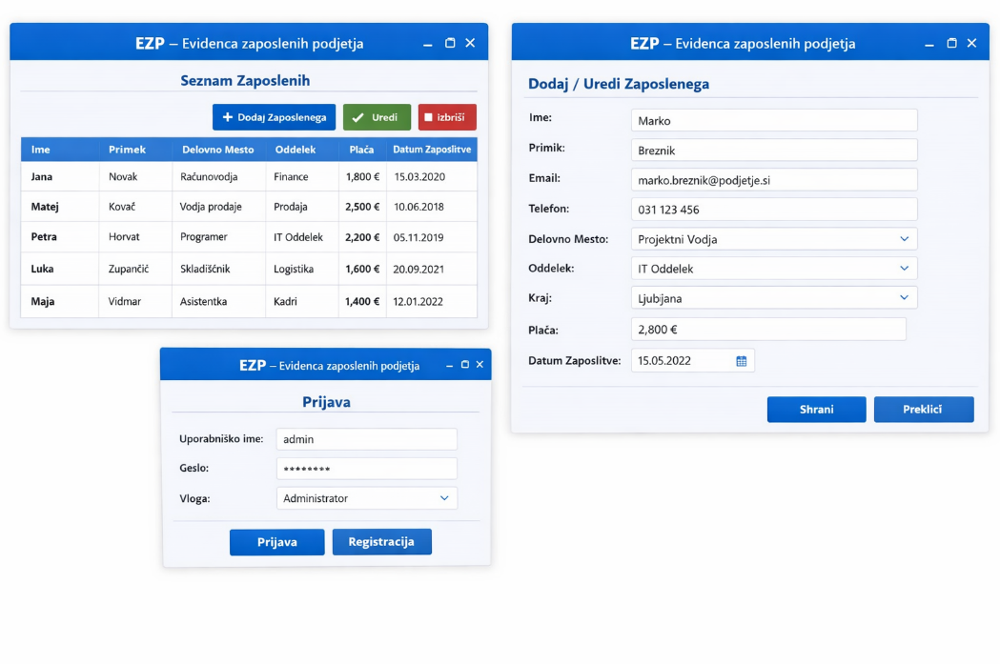 EZP – Evidenca zaposlenih podjetja
Seznam Zaposlenih
+ Dodaj Zaposlenega
Uredi
izbriši
Ime Primek Delovno Mesto Oddelek Plača Datum Zaposlitve
Jana Novak Računovodja Finance 1,800 € 15.03.2020
Matej Kovač Vodja prodaje Prodaja 2,500 € 10.06.2018
Petra Horvat Programer IT Oddelek 2,200 € 05.11.2019
Luka Zupančič Skladišćnik Logistika 1,600 € 20.09.2021
Maja Vidmar Asistentka Kadri 1,400 € 12.01.2022
EZP – Evidenca zaposlenih podjetja
Dodaj / Uredi Zaposlenega
Ime: Marko
Primik: Breznik
Email: marko.breznik@podjetje.si
Telefon: 031 123 456
Delovno Mesto: Projektni Vodja
Oddelek: IT Oddelek
Kraj: Ljubljana
Plača: 2,800 €
Datum Zaposlitve: 15.05.2022
Shrani
Preklici
EZP – Evidenca zaposlenih podjetja
Prijava
Uporabniško ime: admin
Geslo: ********
Vloga: Administrator
Prijava
Registracija